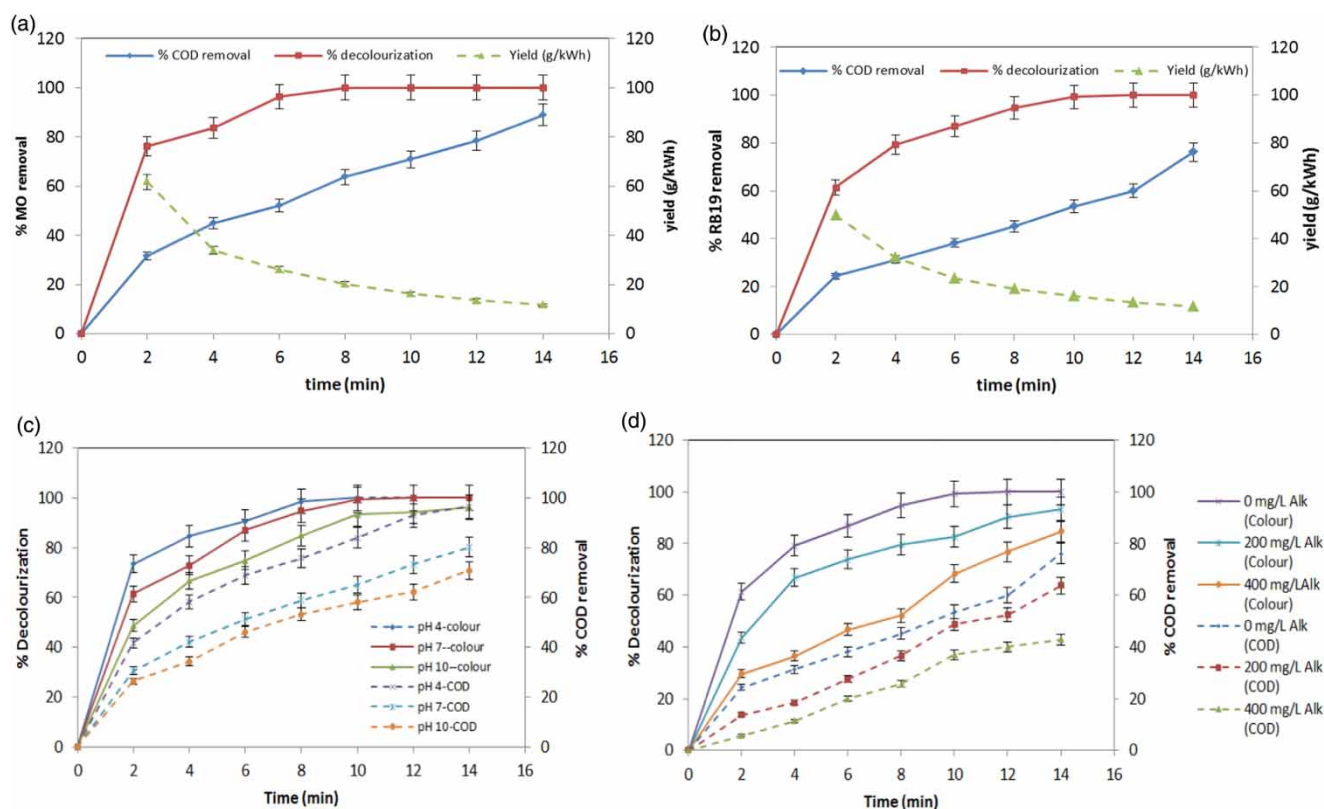 (a)
% COD removal % decolourization Yield (g/kWh)
% MO removal
120
100
80
60
40
20
0
120
100
80
60
40
20
0
yield (g/kWh)
0 2 4 6 8 10 12 14 16
time (min)
(b)
% COD removal % decolourization Yield (g/kWh)
% RB19 removal
120
100
80
60
40
20
0
120
100
80
60
40
20
0
yield (g/kWh)
0 2 4 6 8 10 12 14 16
time (min)
(c)
% Decolourization
120
100
80
60
40
20
0
120
100
80
60
40
20
0
% COD removal
pH 4-colour
pH 7--colour
pH 10--colour
pH 4-COD
pH 7-COD
pH 10-COD
0 2 4 6 8 10 12 14 16
Time (min)
(d)
% Decolourization
120
100
80
60
40
20
0
120
100
80
60
40
20
0
% COD removal
0 mg/L Alk
(Colour)
200 mg/L Alk
(Colour)
400 mg/LAlk
(Colour)
0 mg/L Alk
(COD)
200 mg/L Alk
(COD)
400 mg/L Alk
(COD)
0 2 4 6 8 10 12 14 16
Time (min)